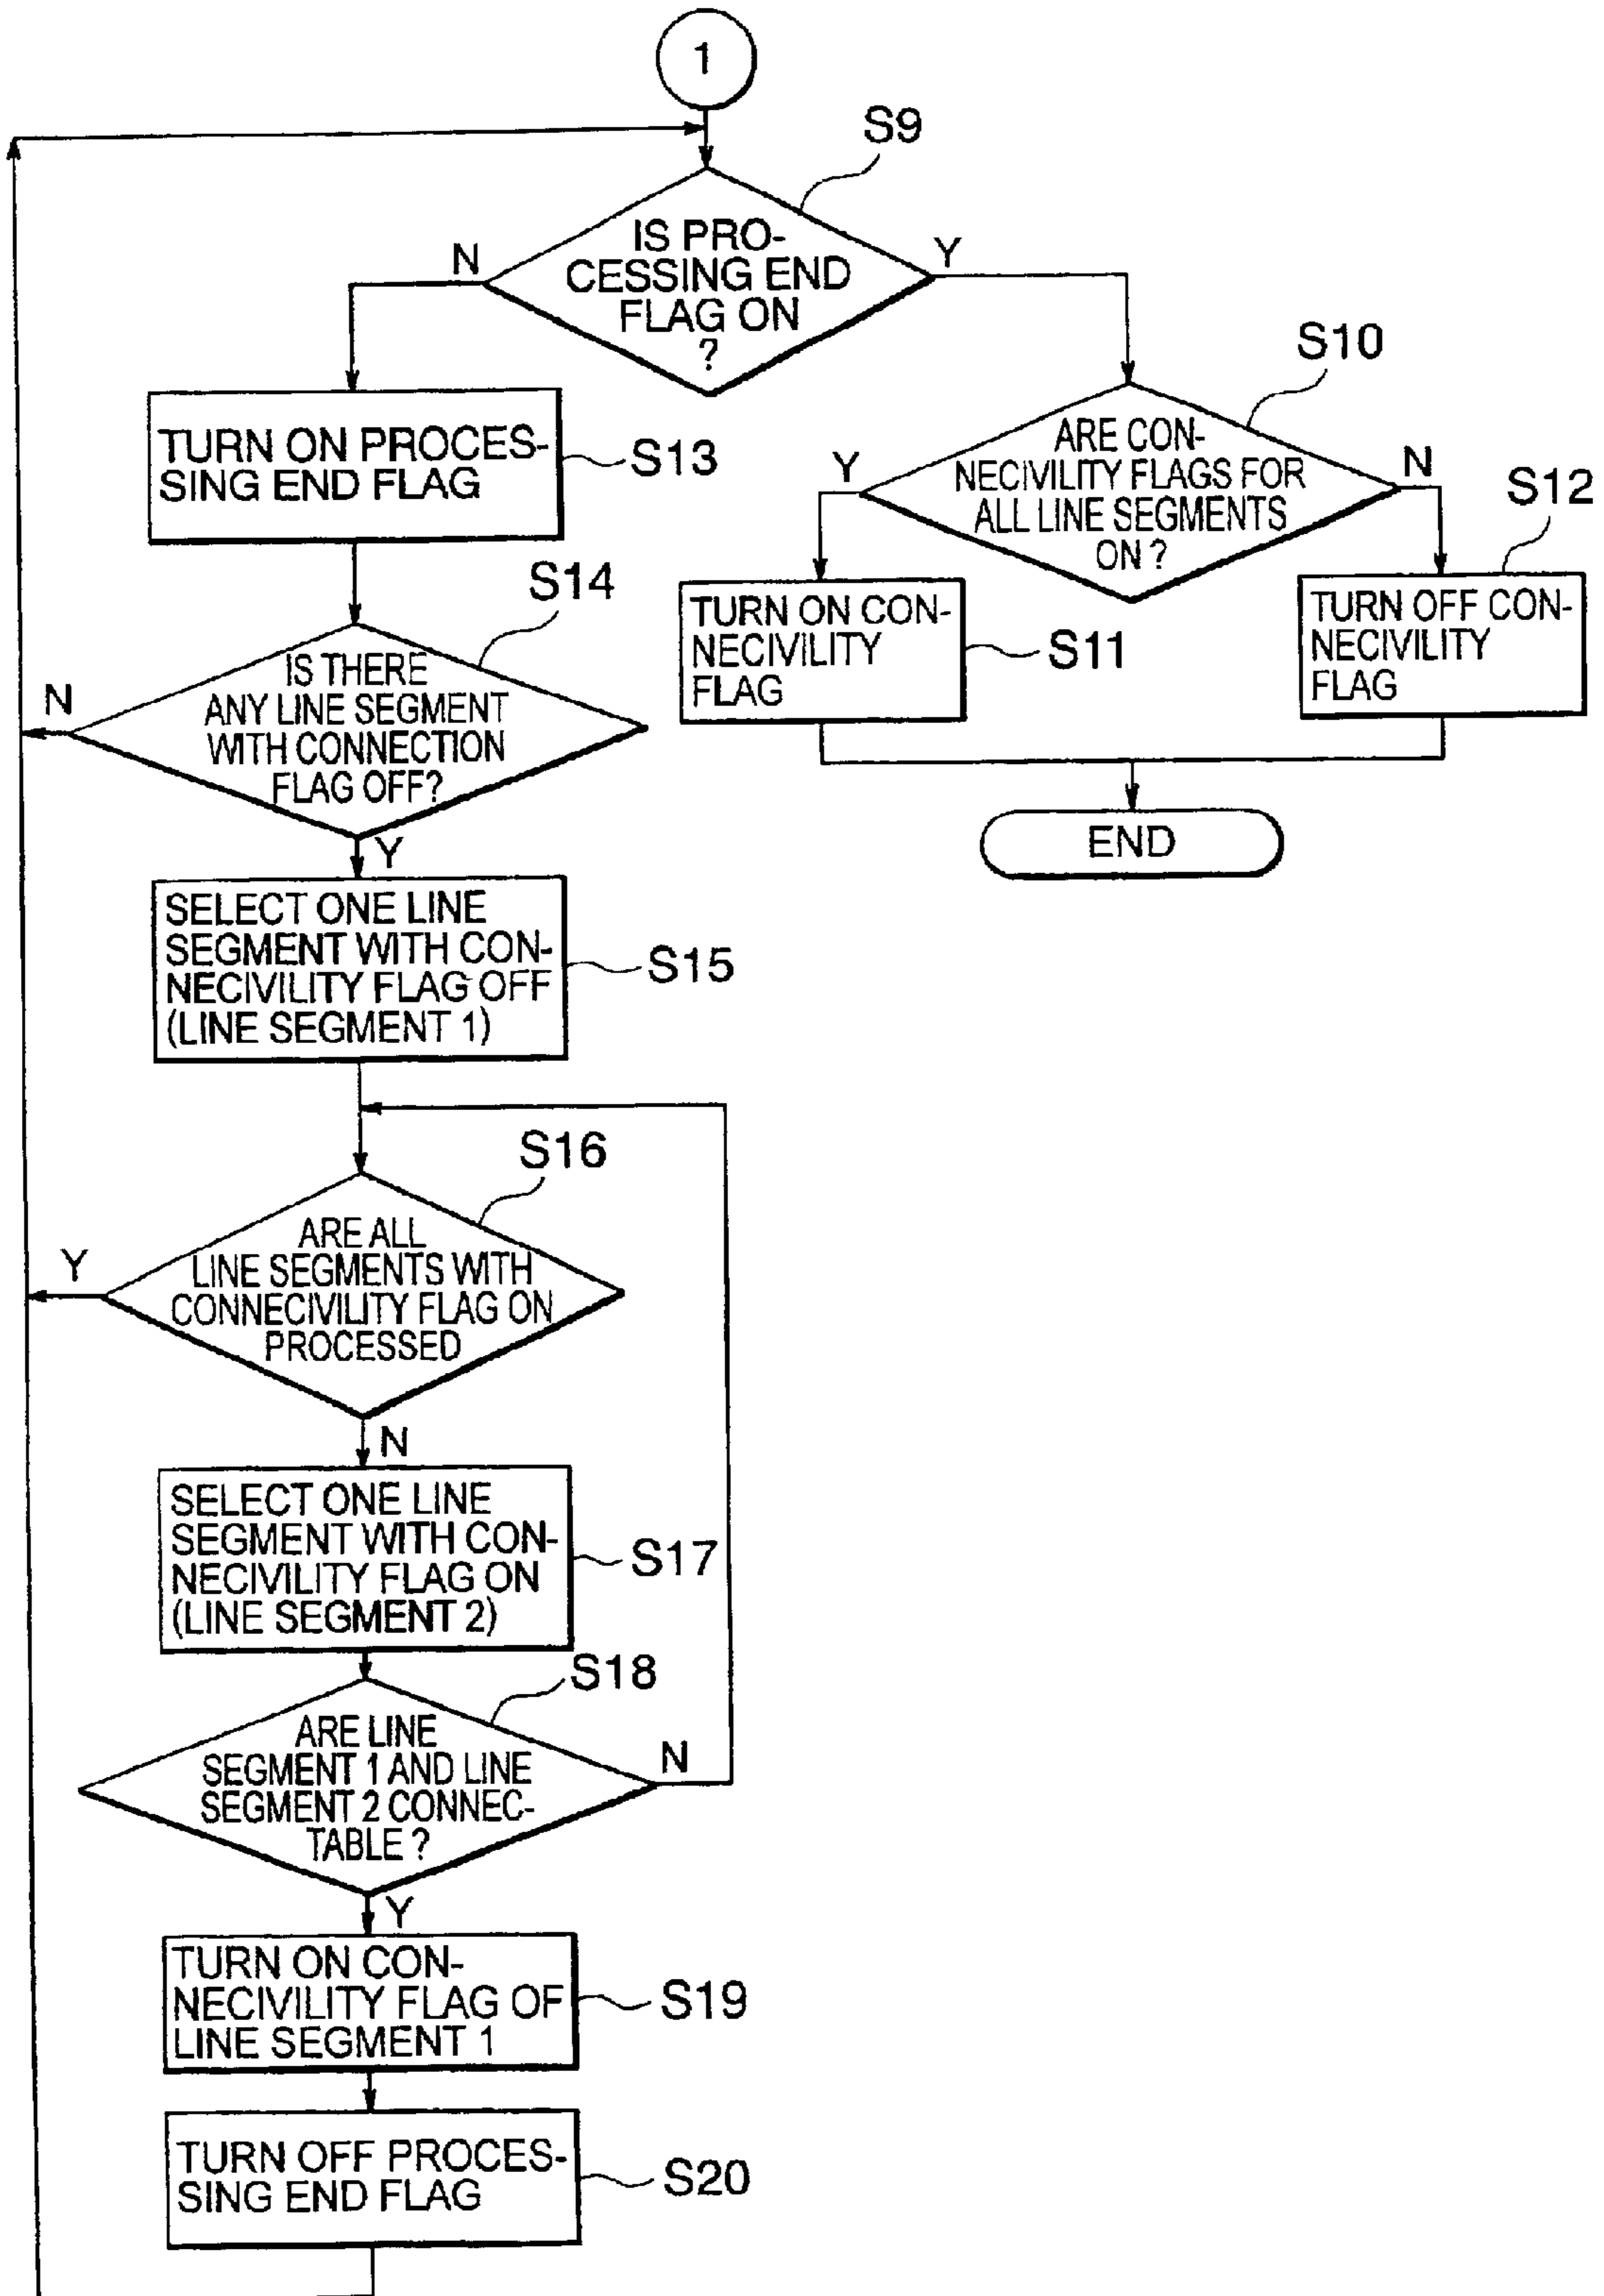 1
S9
IS PRO-
CESSING END
FLAG ON
?
N
Y
S10
ARE CON-
NECIVILITY FLAGS FOR
ALL LINE SEGMENTS
ON ?
Y
N
S13
TURN ON PROCES-
SING END FLAG
S11
TURN ON CON-
NECIVILITY
FLAG
S12
TURN OFF CON-
NECIVILITY
FLAG
END
S14
IS THERE
ANY LINE SEGMENT
WITH CONNECTION
FLAG OFF?
N
Y
SELECT ONE LINE
SEGMENT WITH CON-
NECIVILITY FLAG OFF
(LINE SEGMENT 1)
S15
S16
ARE ALL
LINE SEGMENTS WITH
CONNECIVILITY FLAG ON
PROCESSED
Y
N
SELECT ONE LINE
SEGMENT WITH CON-
NECIVILITY FLAG ON
(LINE SEGMENT 2)
S17
S18
ARE LINE
SEGMENT 1 AND LINE
SEGMENT 2 CONNEC-
TABLE ?
N
Y
TURN ON CON-
NECIVILITY FLAG OF
LINE SEGMENT 1
S19
TURN OFF PROCES-
SING END FLAG
S20